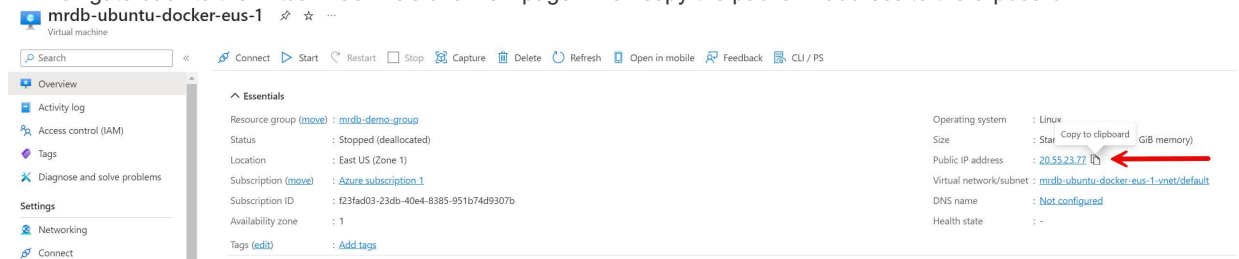 mrdb-ubuntu-docker-eus-1
Virtual machine
Search
Connect Start Restart Stop Capture Delete Refresh Open in mobile Feedback CLI / PS
Overview
Activity log
Access control (IAM)
Tags
Diagnose and solve problems
Settings
Networking
Connect
Essentials
Resource group (move) : mrdb-demo-group
Status : Stopped (deallocated)
Location : East US (Zone 1)
Subscription (move) : Azure subscription 1
Subscription ID : f23fad03-23db-40e4-8385-951b74d9307b
Availability zone : 1
Tags (edit) : Add tags
Operating system : Linux
Copy to clipboard
Size : GiB memory)
Public IP address : 20.55.23.77
Virtual network/subnet : mrdb-ubuntu-docker-eus-1-vnet/default
DNS name : Not configured
Health state : -